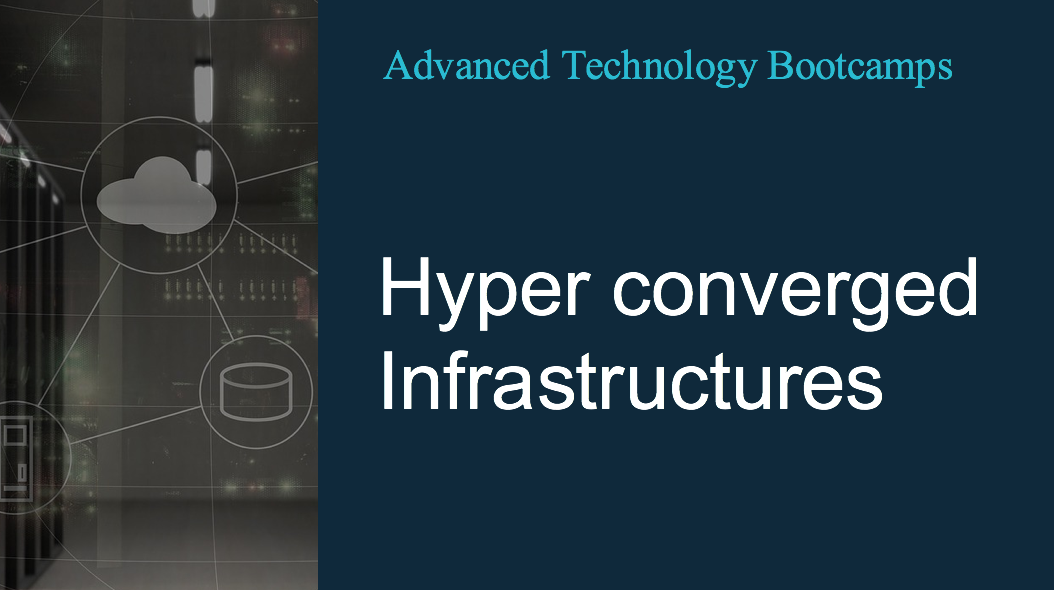 Advanced Technology Bootcamps
Hyper converged
Infrastructures